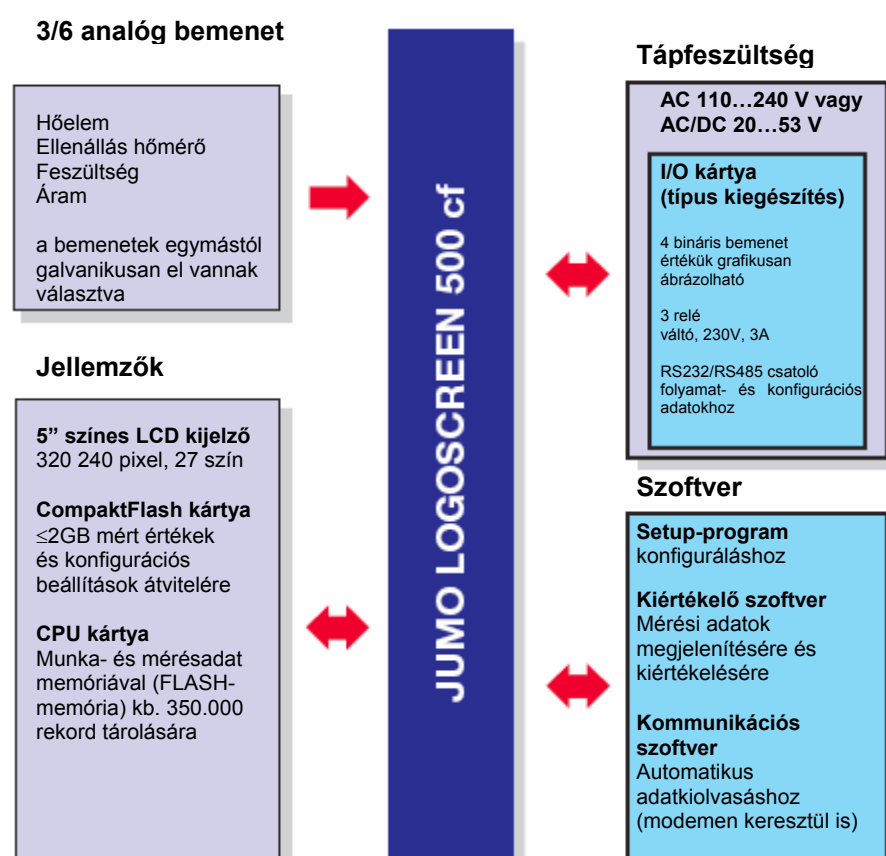 3/6 analóg bemenet
Hőelem
Ellenállás hőmérő
Feszültség
Áram
a bemenetek egymástól
galvanikusan el vannak
választva
Jellemzők
5” színes LCD kijelző
320 240 pixel, 27 szín
CompaktFlash kártya
≤2GB mért értékek
és konfigurációs
beállítások átvitelére
CPU kártya
Munka- és mérésadat
memóriával (FLASH-
memória) kb. 350.000
rekord tárolására
JUMO LOGOSCREEN 500 cf
Tápfeszültség
AC 110…240 V vagy
AC/DC 20…53 V
I/O kártya
(típus kiegészítés)
4 bináris bemenet
értékük grafikusan
ábrázolható
3 relé
váltó, 230V, 3A
RS232/RS485 csatoló
folyamat- és konfigurációs
adatokhoz
Szoftver
Setup-program
konfiguráláshoz
Kiértékelő szoftver
Mérési adatok
megjelenítésére és
kiértékelésére
Kommunikációs
szoftver
Automatikus
adatkiolvasáshoz
(modemen keresztül is)